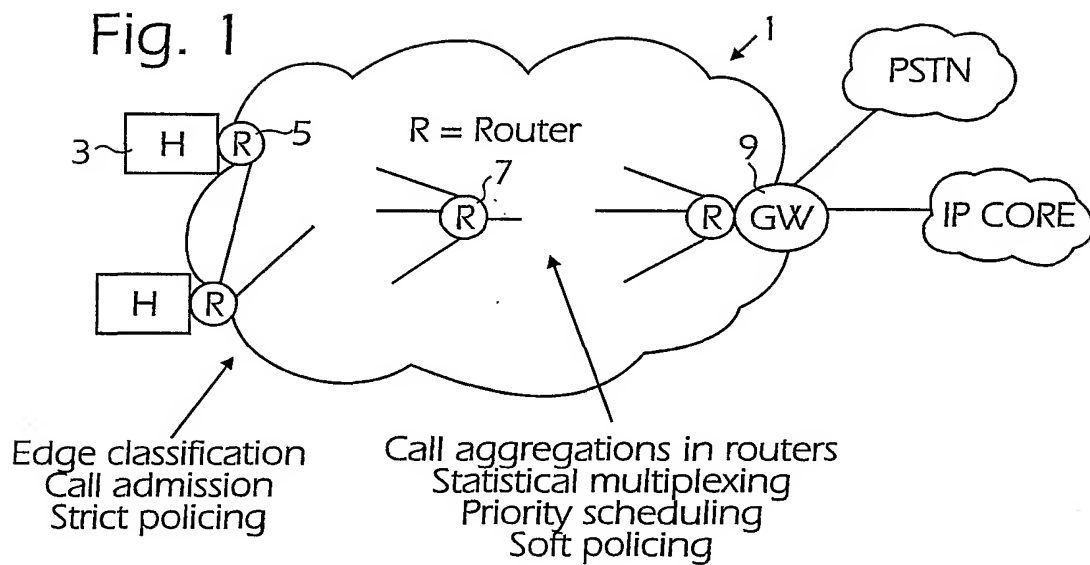 Fig. 1
1
PSTN
3
H
R
5
R = Router
7
R
9
R
GW
IP CORE
H
R
Edge classification
Call admission
Strict policing
Call aggregations in routers
Statistical multiplexing
Priority scheduling
Soft policing